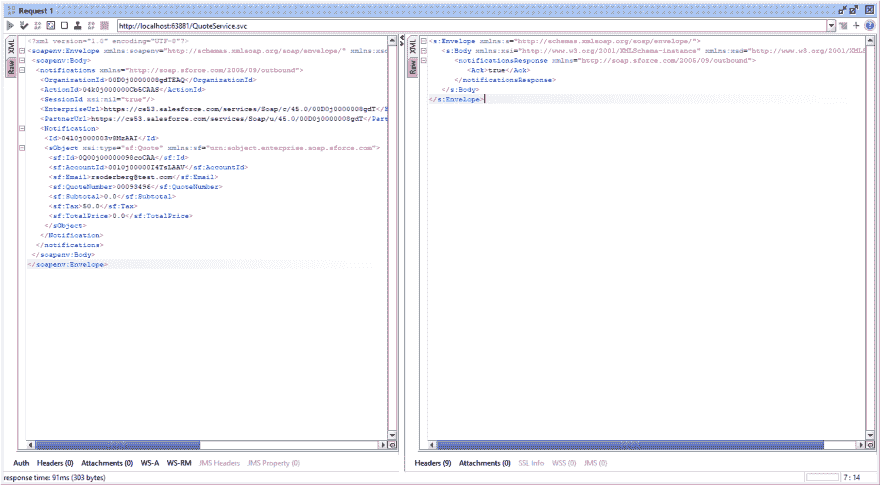 Request 1
http://localhost:63881/QuoteService.svc
XML
Raw
<?xml version="1.0" encoding="UTF-8"?>
<soapenv:Envelope xmlns:soapenv="http://schemas.xmlsoap.org/soap/envelope/" xmlns:xsd
<soapenv:Body>
<notifications xmlns="http://soap.sforce.com/2005/09/outbound">
<OrganizationId>00D0j0000008gdTEAQ</OrganizationId>
<ActionId>04k0j000000Cb5CAAS</ActionId>
<SessionId xsi:nil="true"/>
<EnterpriseUrl>https://cs53.salesforce.com/services/Soap/c/45.0/00D0j0000008gdT</E
<PartnerUrl>https://cs53.salesforce.com/services/Soap/u/45.0/00D0j0000008gdT</Part
<Notification>
<Id>04l0j000003v8MzAAI</Id>
<sObject xsi:type="sf:Quote" xmlns:sf="urn:sobject.enterprise.soap.sforce.com">
<sf:Id>0Q00j00000098coCAA</sf:Id>
<sf:AccountId>0010j00000I4TsLAAV</sf:AccountId>
<sf:Email>rsoderberg@test.com</sf:Email>
<sf:QuoteNumber>00093496</sf:QuoteNumber>
<sf:Subtotal>0.0</sf:Subtotal>
<sf:Tax>50.0</sf:Tax>
<sf:TotalPrice>0.0</sf:TotalPrice>
</sObject>
</Notification>
</notifications>
</soapenv:Body>
</soapenv:Envelope>
Auth Headers (0) Attachments (0) WS-A WS-RM JMS Headers JMS Property (0)
XML
Raw
<s:Envelope xmlns:s="http://schemas.xmlsoap.org/soap/envelope/">
<s:Body xmlns:xsi="http://www.w3.org/2001/XMLSchema-instance" xmlns:xsd="http://www.w3.org/2001/XMLS
<notificationsResponse xmlns="http://soap.sforce.com/2005/09/outbound">
<Ack>true</Ack>
</notificationsResponse>
</s:Body>
</s:Envelope>
Headers (9) Attachments (0) SSL Info WSS (0) JMS (0)
response time: 91ms (303 bytes)
7 : 14